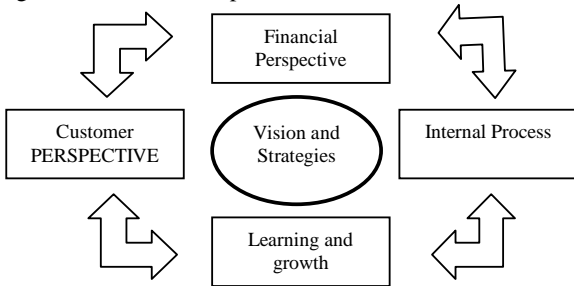 Financial
Perspective
Customer
PERSPECTIVE
Vision and
Strategies
Internal Process
Learning and
growth